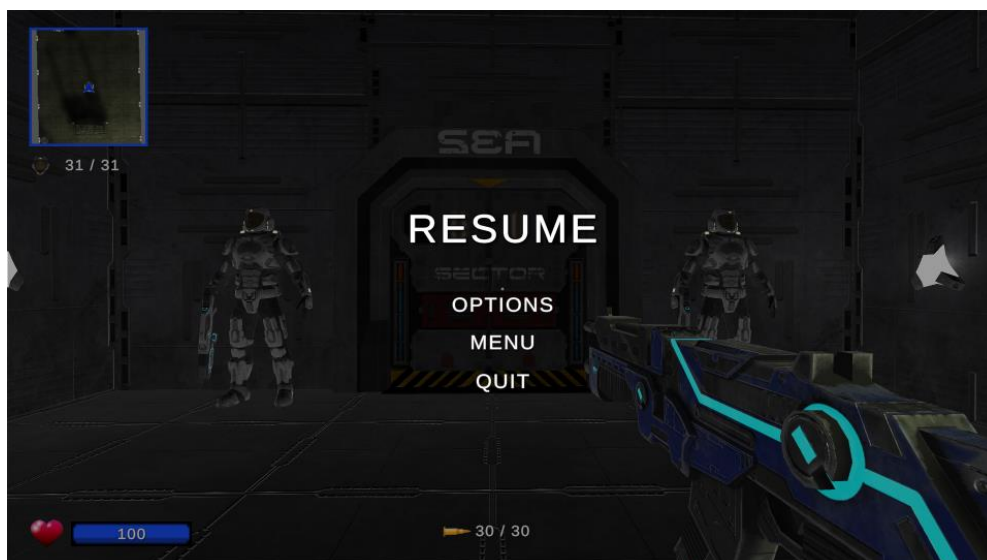 31 / 31
SEA
RESUME
SECTOR
OPTIONS
MENU
QUIT
100
30 / 30